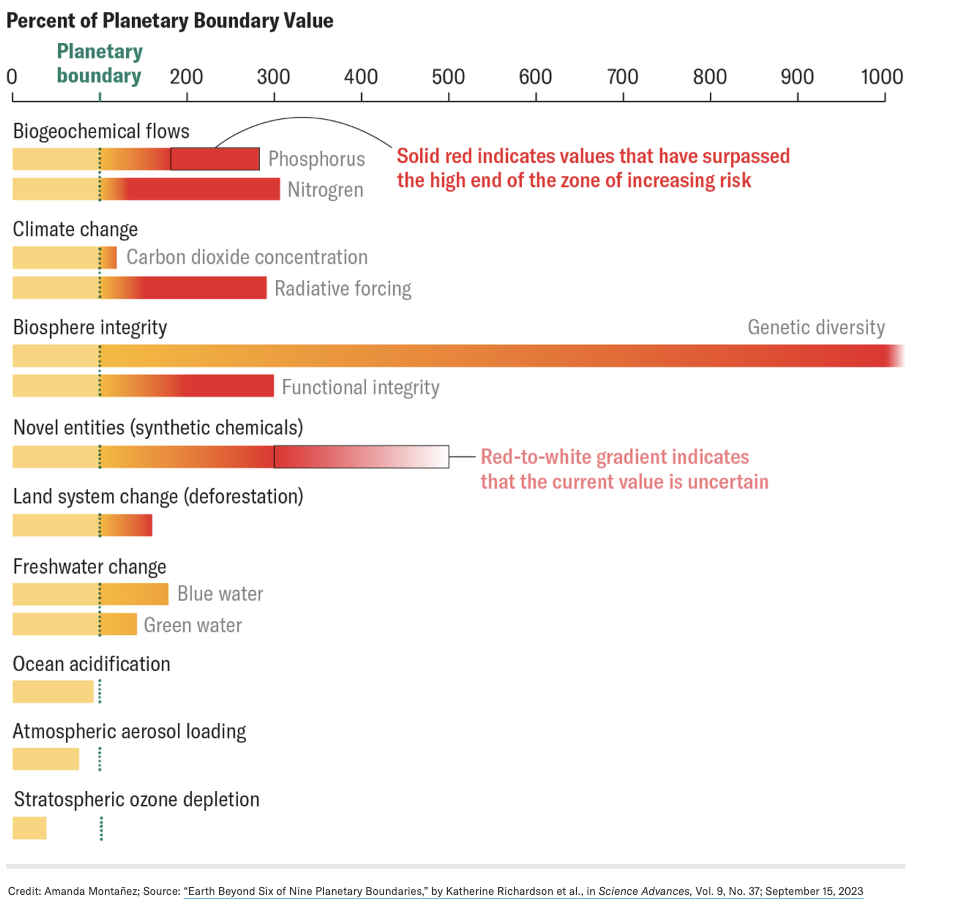 Percent of Planetary Boundary Value
Planetary
boundary
0 200 300 400 500 600 700 800 900 1000
Biogeochemical flows
Phosphorus
Solid red indicates values that have surpassed
the high end of the zone of increasing risk
Nitrogren
Climate change
Carbon dioxide concentration
Radiative forcing
Biosphere integrity
Genetic diversity
Functional integrity
Novel entities (synthetic chemicals)
Red-to-white gradient indicates
that the current value is uncertain
Land system change (deforestation)
Freshwater change
Blue water
Green water
Ocean acidification
Atmospheric aerosol loading
Stratospheric ozone depletion
Credit: Amanda Montañez; Source: “Earth Beyond Six of Nine Planetary Boundaries,” by Katherine Richardson et al., in Science Advances, Vol. 9, No. 37; September 15, 2023